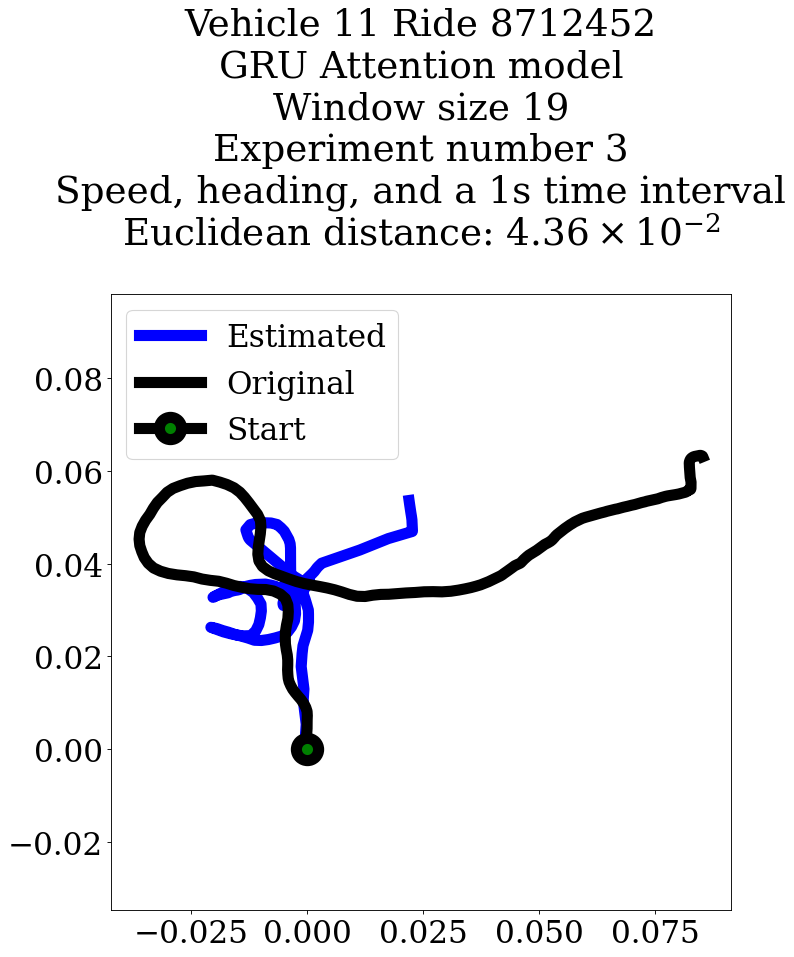 Vehicle 11 Ride 8712452
GRU Attention model
Window size 19
Experiment number 3
Speed, heading, and a 1s time interval
Euclidean distance: 4.36 × 10⁻²
Estimated
Original
Start
0.08
0.06
0.04
0.02
0.00
−0.02
−0.025 0.000 0.025 0.050 0.075